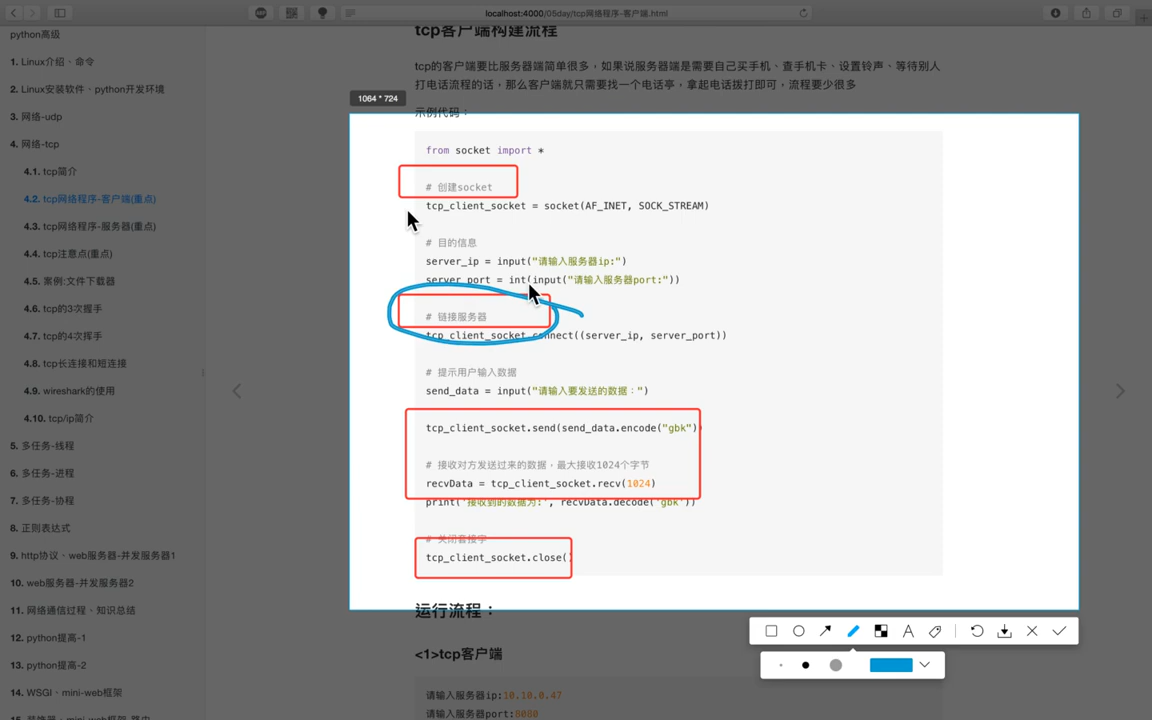 localhost:4000/05day/tcp网络程序-客户端.html
python高级
1. Linux介绍、命令
2. Linux安装软件、python开发环境
3. 网络-udp
4. 网络-tcp
4.1. tcp简介
4.2. tcp网络程序-客户端(重点)
4.3. tcp网络程序-服务器(重点)
4.4. tcp注意点(重点)
4.5. 案例:文件下载器
4.6. tcp的3次握手
4.7. tcp的4次挥手
4.8. tcp长连接和短连接
4.9. wireshark的使用
4.10. tcp/ip简介
5. 多任务-线程
6. 多任务-进程
7. 多任务-协程
8. 正则表达式
9. http协议、web服务器-并发服务器1
10. web服务器-并发服务器2
11. 网络通信过程、知识总结
12. python提高-1
13. python提高-2
14. WSGI、mini-web框架
15. 装饰器、mini-web框架-路由
tcp客户端构建流程
tcp的客户端要比服务器端简单很多，如果说服务器端是需要自己买手机、查手机卡、设置铃声、等待别人
打电话流程的话，那么客户端就只需要找一个电话亭，拿起电话拨打即可，流程要少很多
1064 * 724
示例代码：
from socket import *
# 创建socket
tcp_client_socket = socket(AF_INET, SOCK_STREAM)
# 目的信息
server_ip = input("请输入服务器ip:")
server_port = int(input("请输入服务器port:"))
# 链接服务器
tcp_client_socket.connect((server_ip, server_port))
# 提示用户输入数据
send_data = input("请输入要发送的数据：")
tcp_client_socket.send(send_data.encode("gbk"))
# 接收对方发送过来的数据，最大接收1024个字节
recvData = tcp_client_socket.recv(1024)
print('接收到的数据为:', recvData.decode('gbk'))
# 关闭套接字
tcp_client_socket.close()
运行流程：
<1>tcp客户端
请输入服务器ip:10.10.0.47
请输入服务器port:8080
A